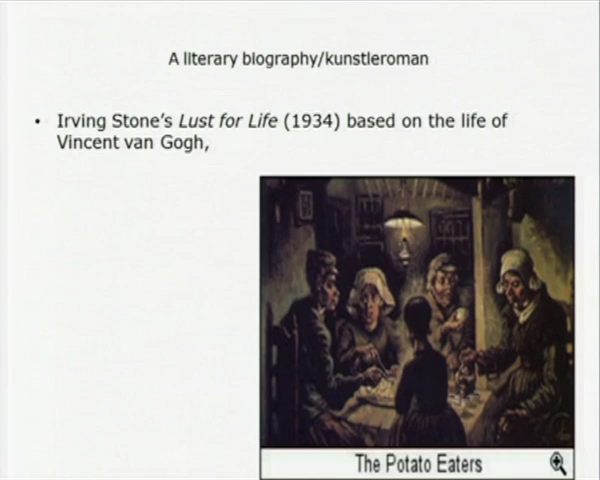 A literary biography/kunstleroman
• Irving Stone's Lust for Life (1934) based on the life of
Vincent van Gogh,
The Potato Eaters